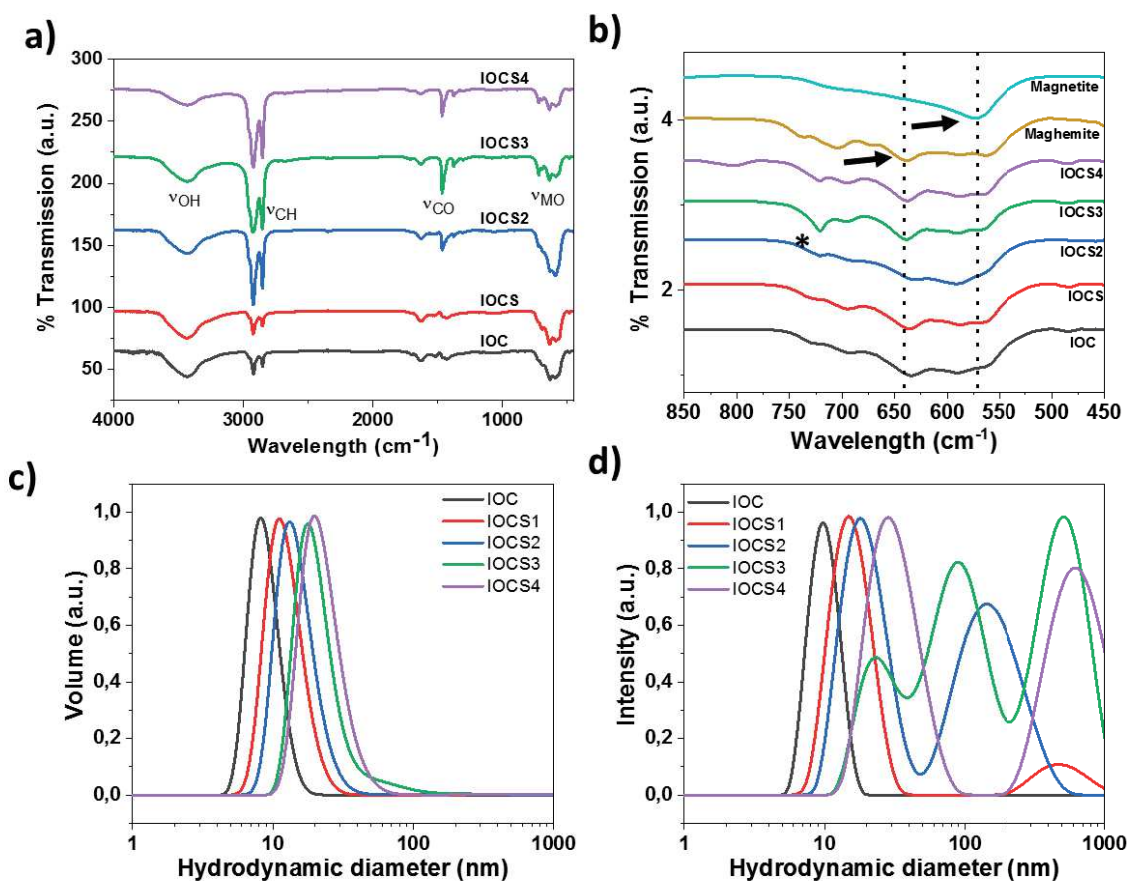 a)
300
250
200
150
100
50
% Transmission (a.u.)
IOCS4
IOCS3
IOCS2
IOCS
IOC
νOH
νCH
νCO
νMO
4000 3000 2000 1000
Wavelength (cm-1)
b)
4
2
% Transmission (a.u.)
Magnetite
Maghemite
IOCS4
IOCS3
*
IOCS2
IOCS
IOC
850 800 750 700 650 600 550 500 450
Wavelength (cm-1)
c)
1,0
0,8
0,6
0,4
0,2
0,0
Volume (a.u.)
IOC
IOCS1
IOCS2
IOCS3
IOCS4
1 10 100 1000
Hydrodynamic diameter (nm)
d)
1,0
0,8
0,6
0,4
0,2
0,0
Intensity (a.u.)
IOC
IOCS1
IOCS2
IOCS3
IOCS4
1 10 100 1000
Hydrodynamic diameter (nm)